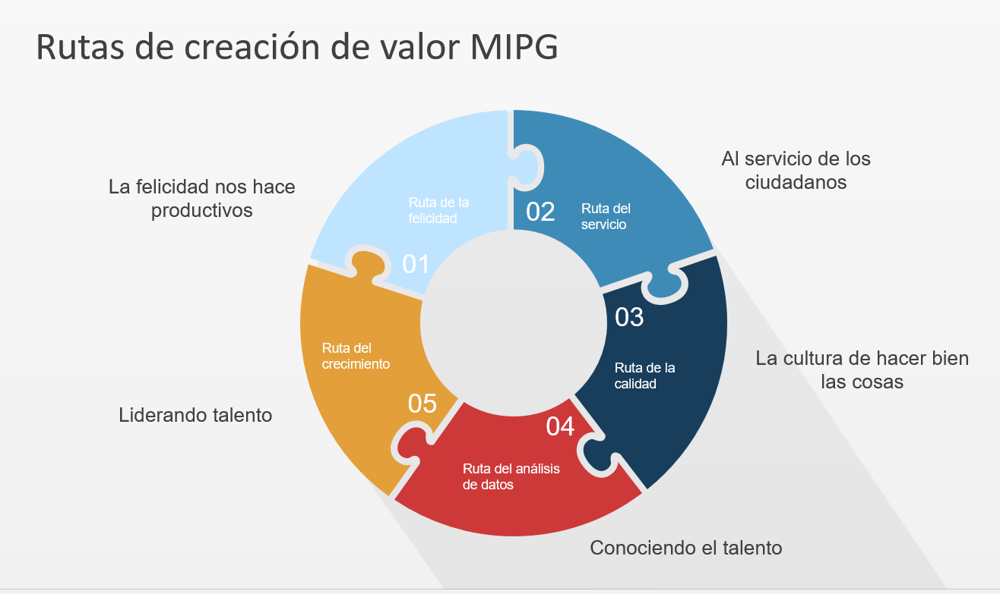 Rutas de creación de valor MIPG
La felicidad nos hace
productivos
Ruta de la
felicidad
01
02
Ruta del
servicio
Al servicio de los
ciudadanos
03
Ruta de la
calidad
La cultura de hacer bien
las cosas
04
Ruta del análisis
de datos
Conociendo el talento
05
Ruta del
crecimiento
Liderando talento